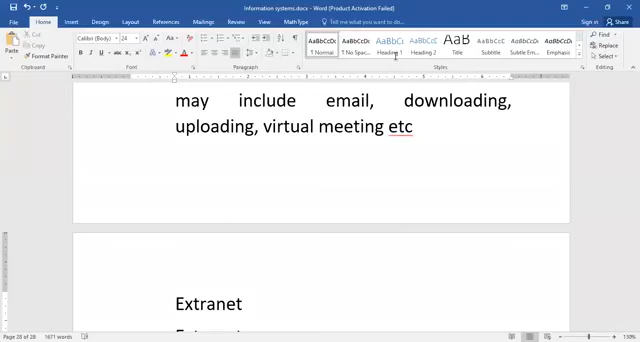 Information systems.docx - Word (Product Activation Failed)
File Home Insert Design Layout References Mailings Review View MathType Tell me what you want to do... Sign in Share
Paste
Cut
Copy
Format Painter
Clipboard
Calibri (Body) 24
Font
Paragraph
AaBbCcDc AaBbCcDc AaBbCc AaBbCcC AaB AaBbCcD AaBbCcDc AaBbCcDc
¶ Normal ¶ No Spac... Heading 1 Heading 2 Title Subtitle Subtle Em... Emphasis
Styles
Find
Replace
Select
Editing
may include email, downloading,
uploading, virtual meeting etc
Extranet
Page 28 of 28 1671 words 130%